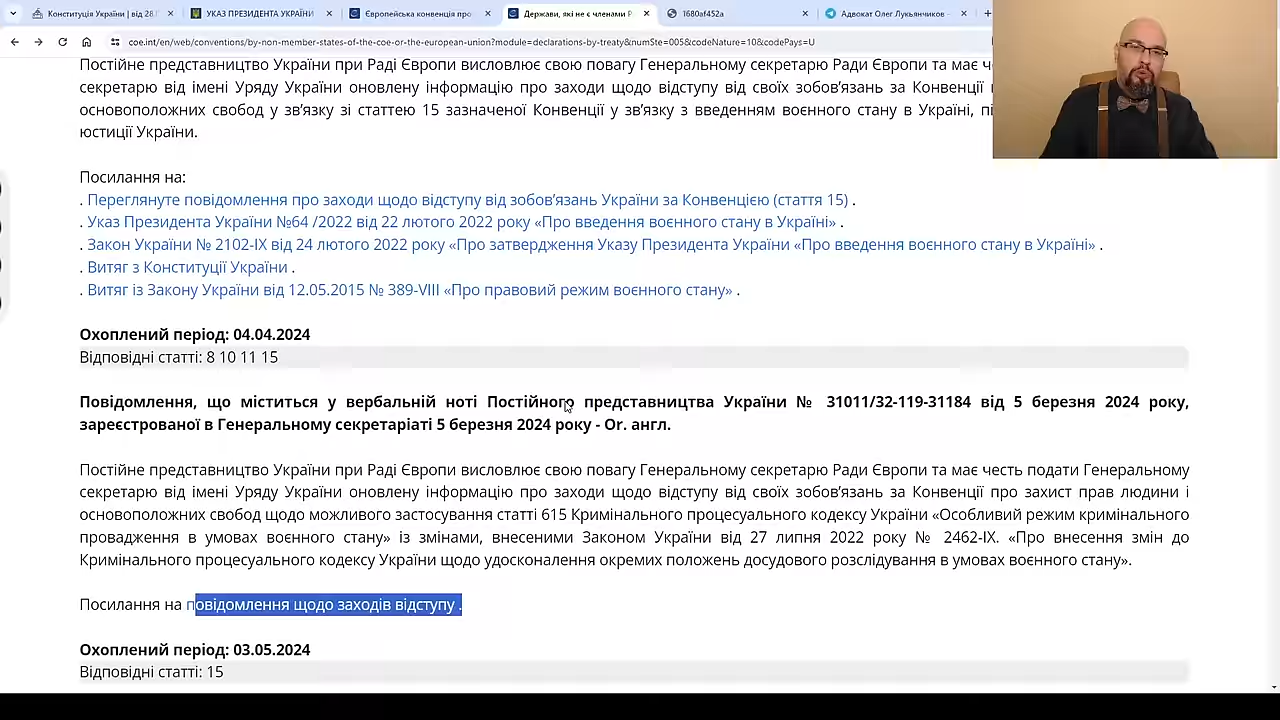 Конституція України | від 28.
УКАЗ ПРЕЗИДЕНТА УКРАЇНИ
Європейська конвенція про
Держави, які не є членами Р
1680af452a
Адвокат Олег Лукьянчиков
coe.int/en/web/conventions/by-non-member-states-of-the-coe-or-the-european-union?module=declarations-by-treaty&numSte=005&codeNature=10&codePays=U
Постійне представництво України при Раді Європи висловлює свою повагу Генеральному секретарю Ради Європи та має
секретарю від імені Уряду України оновлену інформацію про заходи щодо відступу від своїх зобов’язань за Конвенції
основоположних свобод у зв’язку зі статтею 15 зазначеної Конвенції у зв’язку з введенням воєнного стану в Україні,
юстиції України.
Посилання на:
. Переглянуте повідомлення про заходи щодо відступу від зобов’язань України за Конвенцією (стаття 15) .
. Указ Президента України №64 /2022 від 22 лютого 2022 року «Про введення воєнного стану в Україні» .
. Закон України № 2102-IX від 24 лютого 2022 року «Про затвердження Указу Президента України «Про введення воєнного стану в Україні» .
. Витяг з Конституції України .
. Витяг із Закону України від 12.05.2015 № 389-VIII «Про правовий режим воєнного стану» .
Охоплений період: 04.04.2024
Відповідні статті: 8 10 11 15
Повідомлення, що міститься у вербальній ноті Постійного представництва України № 31011/32-119-31184 від 5 березня 2024 року,
зареєстрованої в Генеральному секретаріаті 5 березня 2024 року - Or. англ.
Постійне представництво України при Раді Європи висловлює свою повагу Генеральному секретарю Ради Європи та має честь подати Генеральному
секретарю від імені Уряду України оновлену інформацію про заходи щодо відступу від своїх зобов’язань за Конвенції про захист прав людини і
основоположних свобод щодо можливого застосування статті 615 Кримінального процесуального кодексу України «Особливий режим кримінального
провадження в умовах воєнного стану» із змінами, внесеними Законом України від 27 липня 2022 року № 2462-IX. «Про внесення змін до
Кримінального процесуального кодексу України щодо удосконалення окремих положень досудового розслідування в умовах воєнного стану».
Посилання на повідомлення щодо заходів відступу .
Охоплений період: 03.05.2024
Відповідні статті: 15